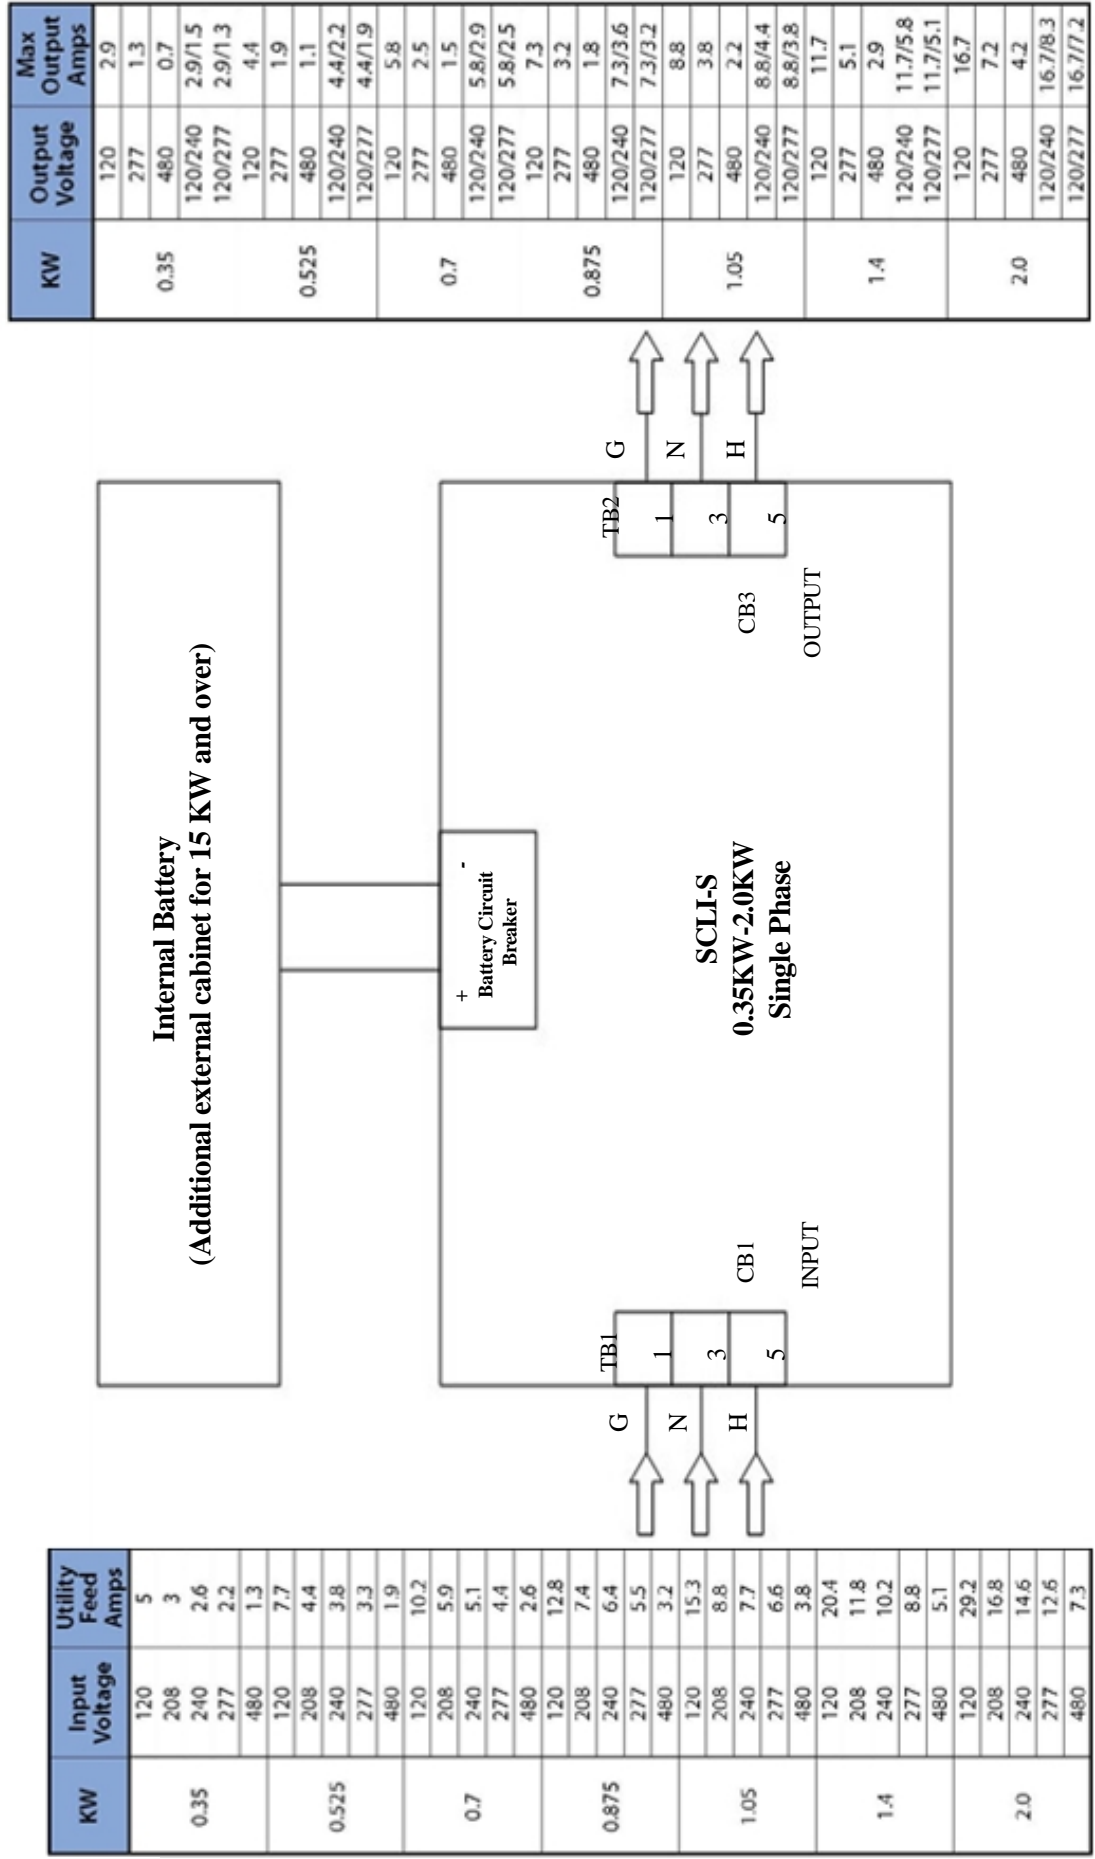 KW Input Voltage Utility Feed Amps
120 5
208 3
0.35 240 2.6
277 2.2
480 1.3
120 7.7
208 4.4
0.525 240 3.8
277 3.3
480 1.9
120 10.2
208 5.9
0.7 240 5.1
277 4.4
480 2.6
120 12.8
208 7.4
0.875 240 6.4
277 5.5
480 3.2
120 15.3
208 8.8
1.05 240 7.7
277 6.6
480 3.8
120 20.4
208 11.8
1.4 240 10.2
277 8.8
480 5.1
120 29.2
208 16.8
2.0 240 14.6
277 12.6
480 7.3
Internal Battery
(Additional external cabinet for 15 KW and over)
+ -
Battery Circuit
Breaker
TB1
G 1
N 3
H 5
CB1
INPUT
SCLI-S
0.35KW-2.0KW
Single Phase
TB2
1 G
3 N
5 H
CB3
OUTPUT
KW Output Voltage Max Output Amps
120 2.9
277 1.3
0.35 480 0.7
120/240 2.9/1.5
120/277 2.9/1.3
120 4.4
277 1.9
0.525 480 1.1
120/240 4.4/2.2
120/277 4.4/1.9
120 5.8
277 2.5
0.7 480 1.5
120/240 5.8/2.9
120/277 5.8/2.5
120 7.3
277 3.2
0.875 480 1.8
120/240 7.3/3.6
120/277 7.3/3.2
120 8.8
277 3.8
1.05 480 2.2
120/240 8.8/4.4
120/277 8.8/3.8
120 11.7
277 5.1
1.4 480 2.9
120/240 11.7/5.8
120/277 11.7/5.1
120 16.7
277 7.2
2.0 480 4.2
120/240 16.7/8.3
120/277 16.7/7.2